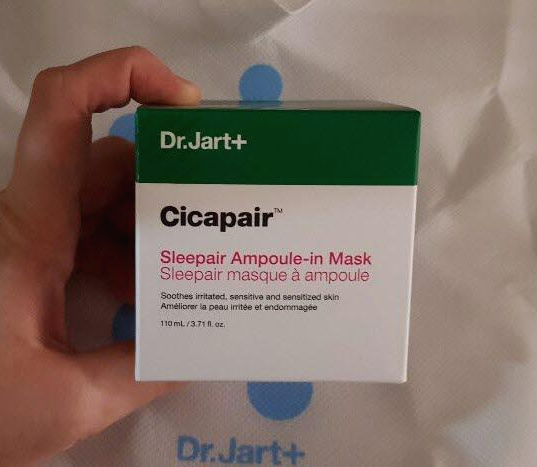 Dr.Jart+
Cicapair™
Sleepair Ampoule-in Mask
Sleepair masque à ampoule
Soothes irritated, sensitive and sensitized skin
Améliorer la peau irritée et endommagée
110 mL / 3.71 fl. oz.
Dr.Jart+